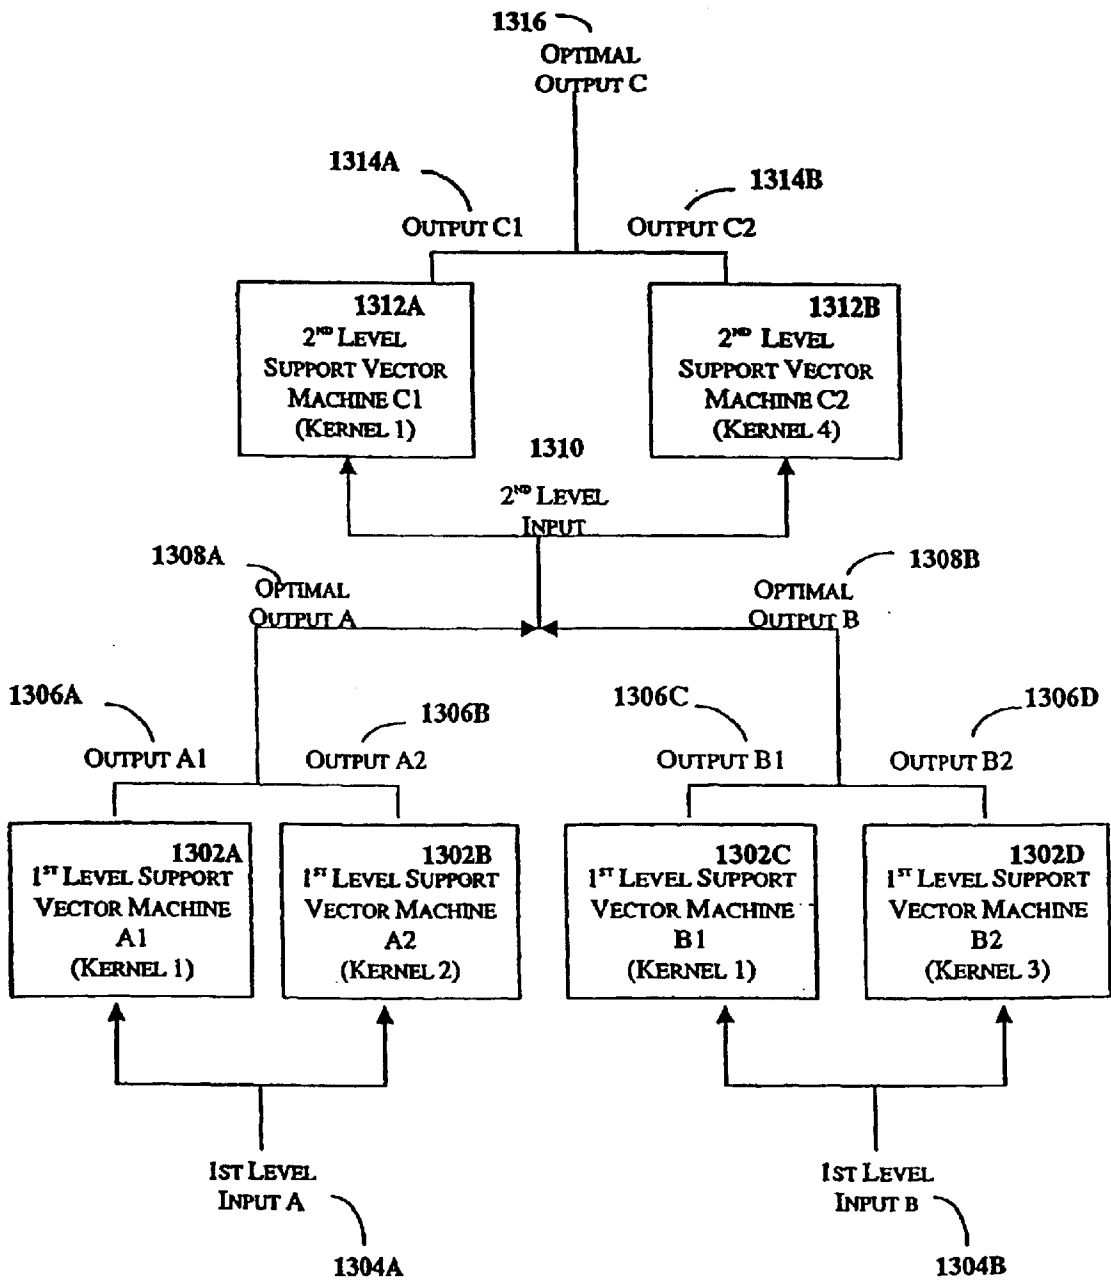 1316
OPTIMAL
OUTPUT C
1314A
1314B
OUTPUT C1
OUTPUT C2
1312A
2ND LEVEL
SUPPORT VECTOR
MACHINE C1
(KERNEL 1)
1312B
2ND LEVEL
SUPPORT VECTOR
MACHINE C2
(KERNEL 4)
1310
2ND LEVEL
INPUT
1308A
OPTIMAL
OUTPUT A
1308B
OPTIMAL
OUTPUT B
1306A
OUTPUT A1
1306B
OUTPUT A2
1306C
OUTPUT B1
1306D
OUTPUT B2
1302A
1ST LEVEL SUPPORT
VECTOR MACHINE
A1
(KERNEL 1)
1302B
1ST LEVEL SUPPORT
VECTOR MACHINE
A2
(KERNEL 2)
1302C
1ST LEVEL SUPPORT
VECTOR MACHINE
B1
(KERNEL 1)
1302D
1ST LEVEL SUPPORT
VECTOR MACHINE
B2
(KERNEL 3)
1ST LEVEL
INPUT A
1304A
1ST LEVEL
INPUT B
1304B